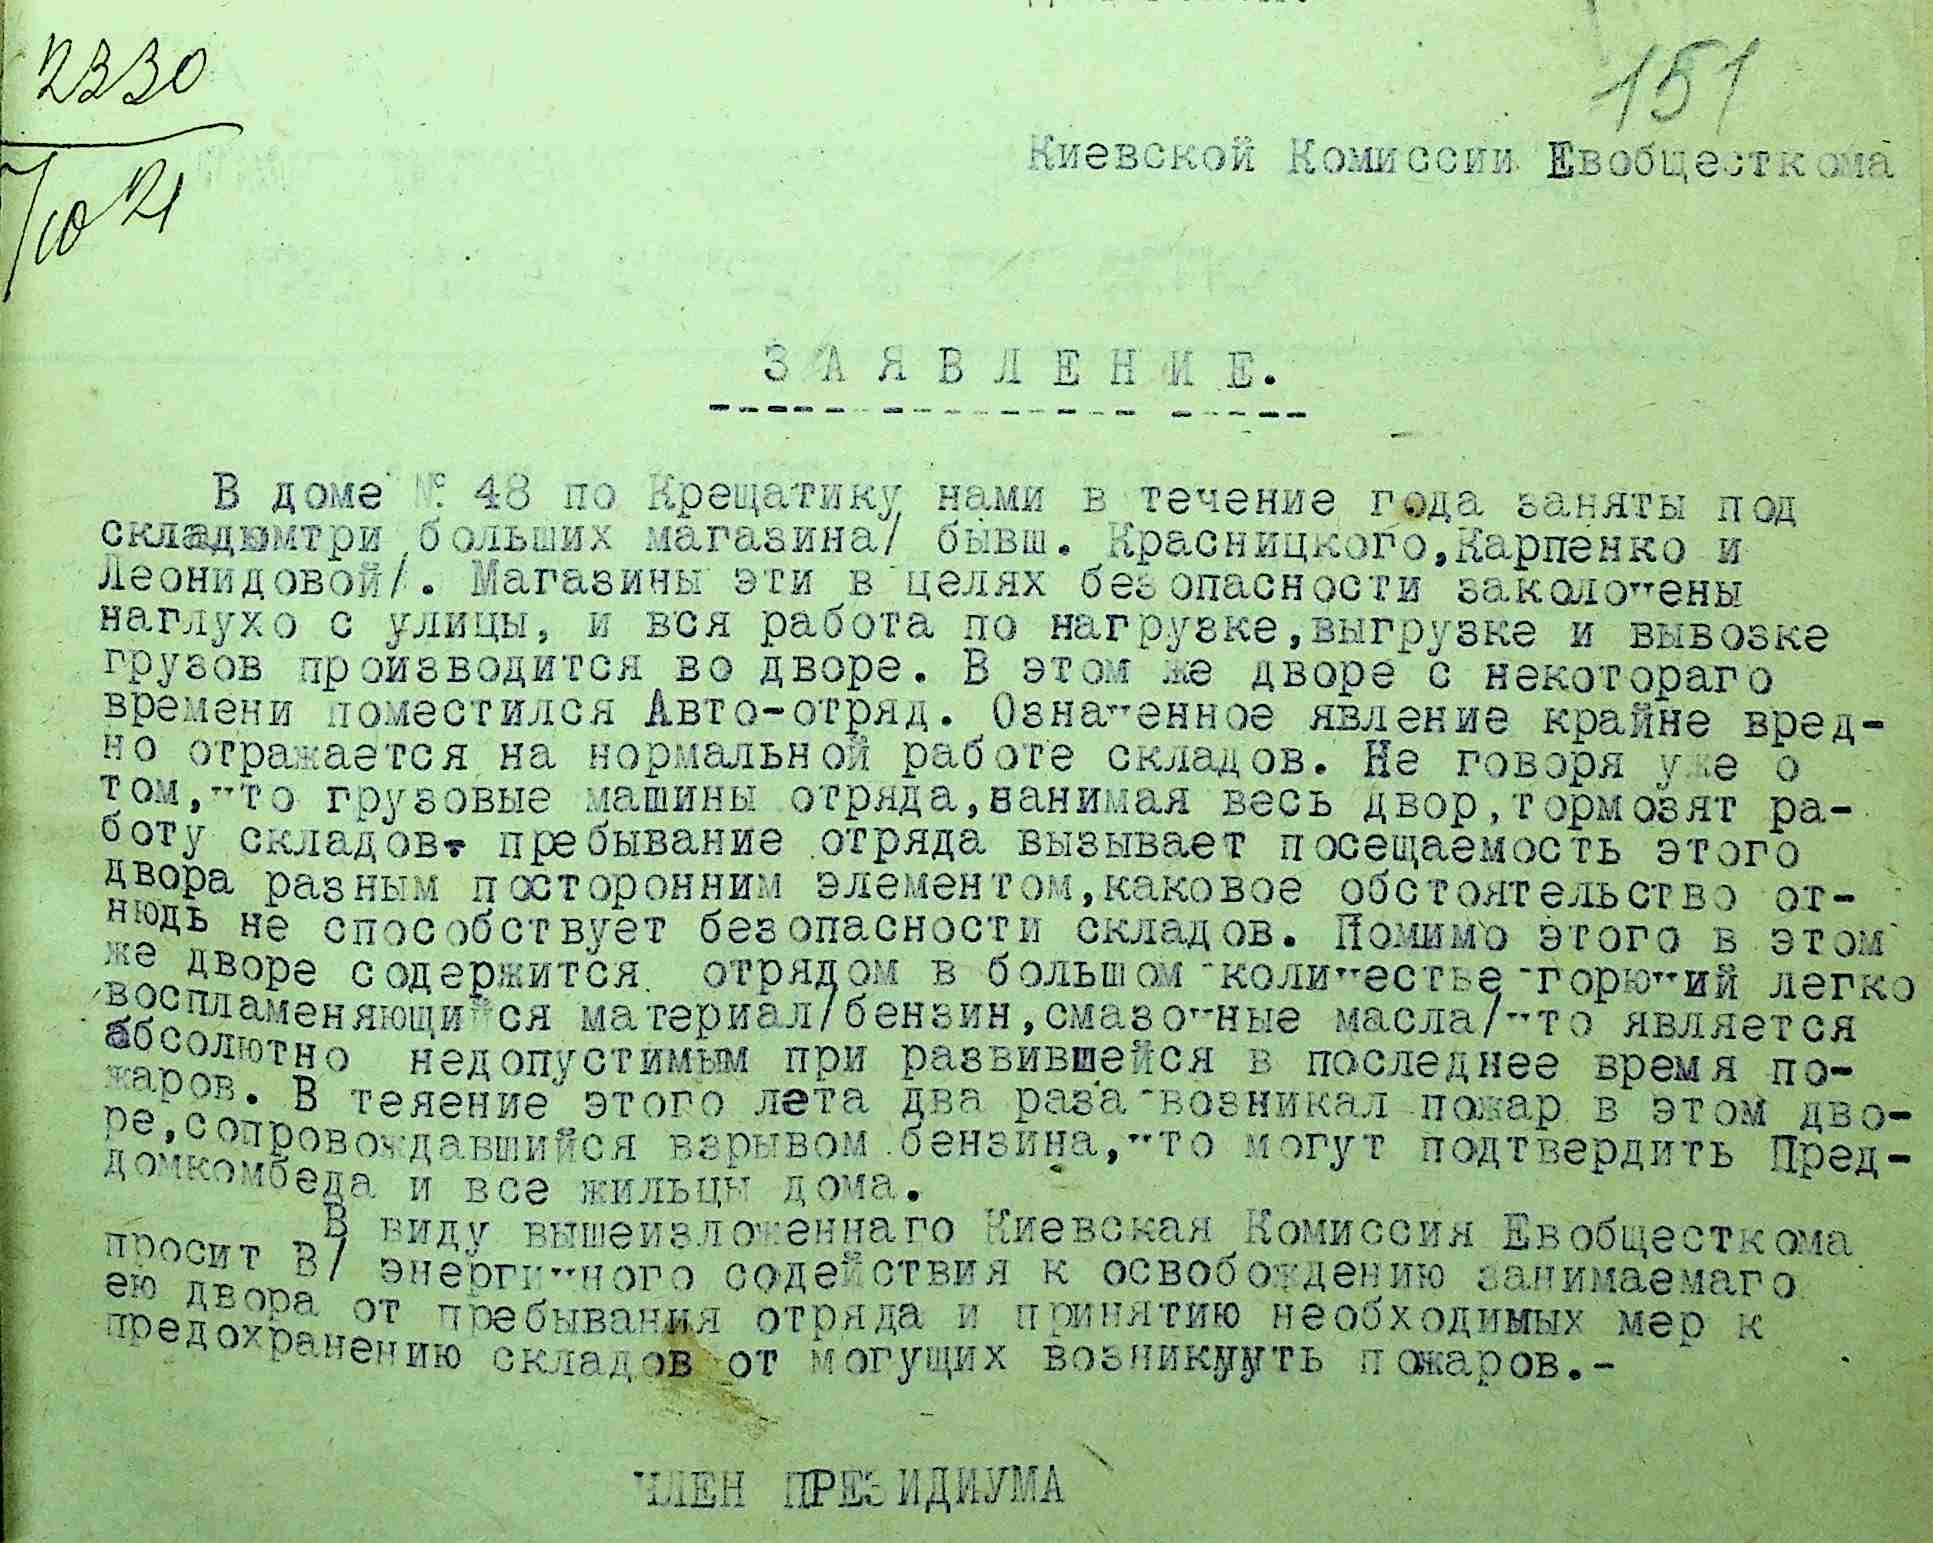 2330
7/10 21
151
Киевской Комиссии Евобщесткома
ЗАЯВЛЕНИЕ.
В доме № 48 по Крещатику нами в течение года заняты под
складюмтри больших магазина/ бывш. Красницкого,Карпенко и
Леонидовой/. Магазины эти в целях безопасности заколочены
наглухо с улицы, и вся работа по нагрузке,выгрузке и вывозке
грузов производится во дворе. В этом же дворе с некотораго
времени поместился Авто-отряд. Означенное явление крайне вред-
но отражается на нормальной работе складов. Не говоря уже о
том,что грузовые машины отряда,занимая весь двор,тормозят ра-
боту складов, пребывание отряда вызывает посещаемость этого
двора разным посторонним элементом,каковое обстоятельство от-
нюдь не способствует безопасности складов. Помимо этого в этом
же дворе содержится отрядом в большом количестве горючий легко
воспламеняющийся материал/бензин,смазочные масла/что является
абсолютно недопустимым при развившейся в последнее время по-
жаров. В теяение этого лета два раза возникал пожар в этом дво-
ре,сопровождавшийся взрывом бензина,что могут подтвердить Пред-
домкомбеда и все жильцы дома.
В виду вышеизложеннаго Киевская Комиссия Евобщесткома
просит В/ энергичного содействия к освобождению занимаемаго
ею двора от пребывания отряда и принятию необходимых мер к
предохранению складов от могущих возникууть пожаров.-
ЧЛЕН ПРЕЗИДИУМА